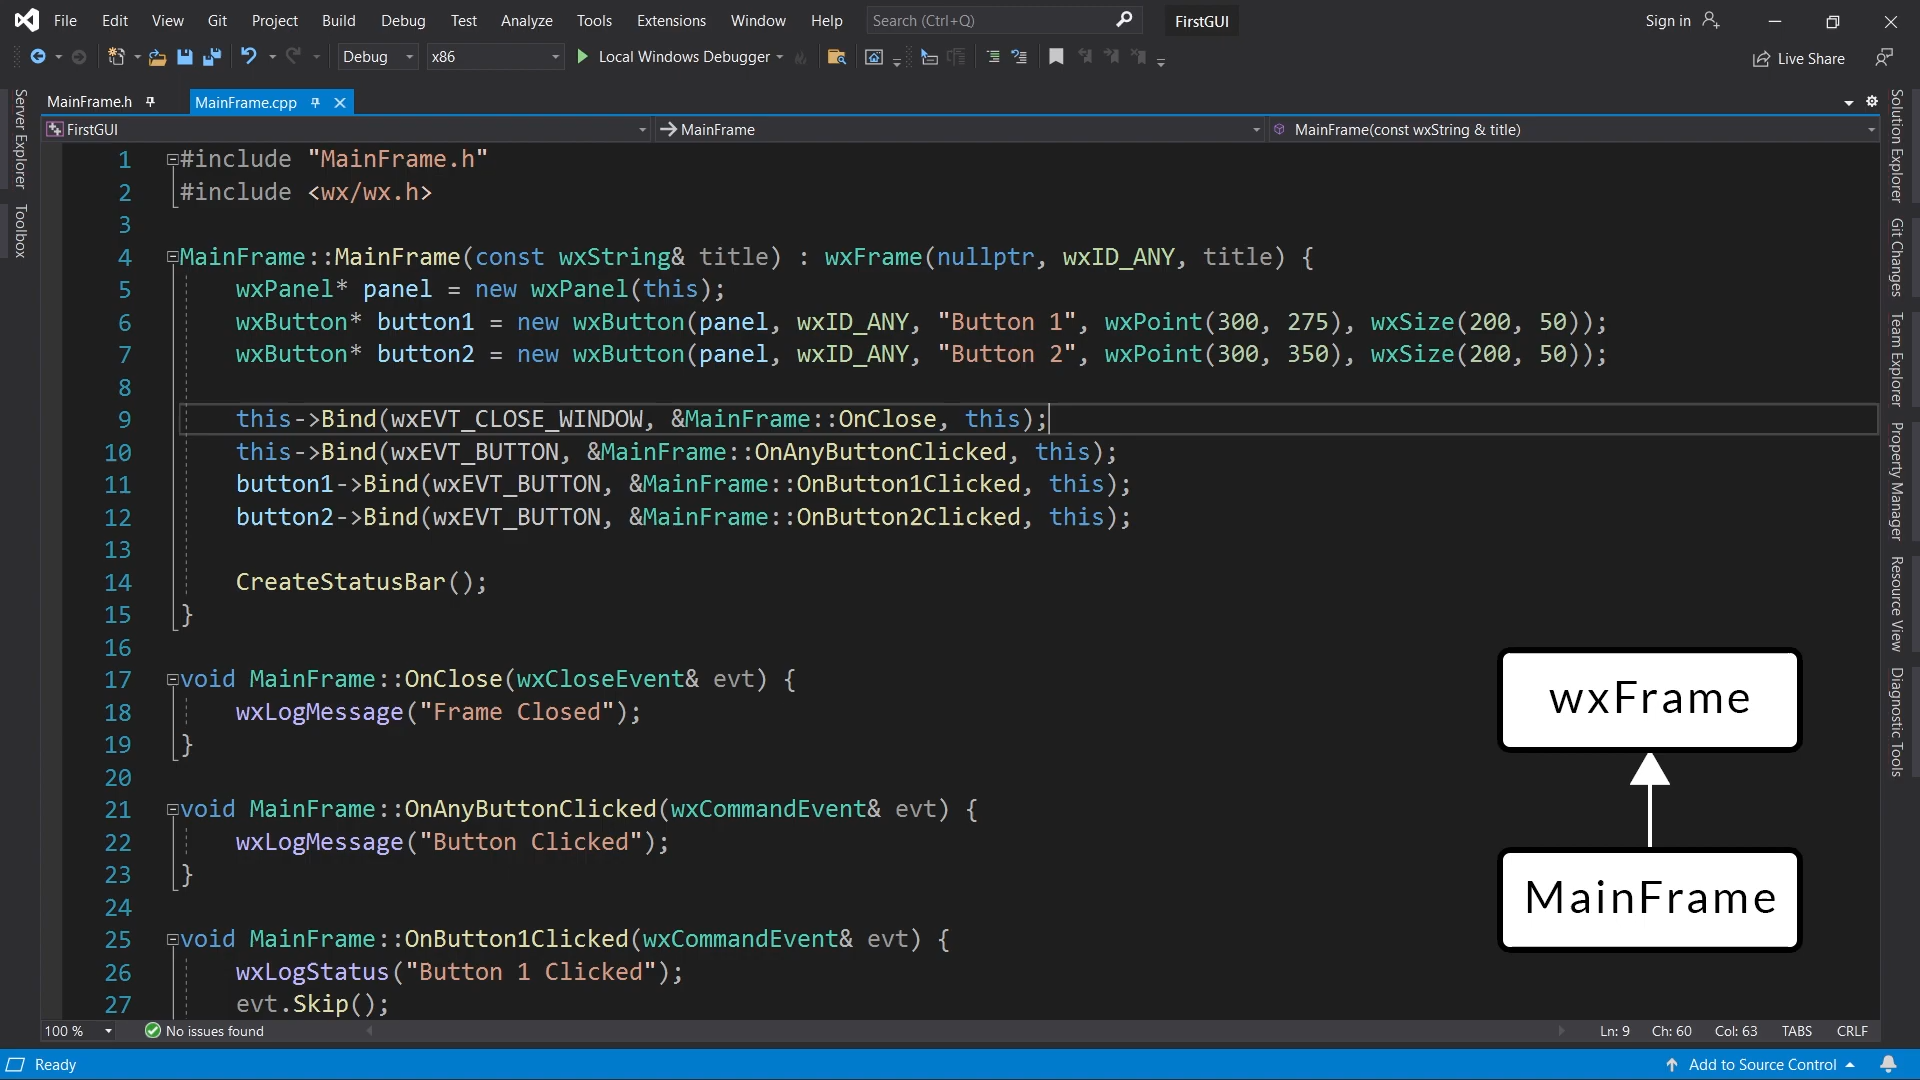 File Edit View Git Project Build Debug Test Analyze Tools Extensions Window Help Search (Ctrl+Q) FirstGUI Sign in
Debug x86 Local Windows Debugger Live Share
MainFrame.h MainFrame.cpp
FirstGUI MainFrame MainFrame(const wxString & title)
Server Explorer
Toolbox
1 #include "MainFrame.h"
2 #include <wx/wx.h>
3
4 MainFrame::MainFrame(const wxString& title) : wxFrame(nullptr, wxID_ANY, title) {
5 wxPanel* panel = new wxPanel(this);
6 wxButton* button1 = new wxButton(panel, wxID_ANY, "Button 1", wxPoint(300, 275), wxSize(200, 50));
7 wxButton* button2 = new wxButton(panel, wxID_ANY, "Button 2", wxPoint(300, 350), wxSize(200, 50));
8
9 this->Bind(wxEVT_CLOSE_WINDOW, &MainFrame::OnClose, this);
10 this->Bind(wxEVT_BUTTON, &MainFrame::OnAnyButtonClicked, this);
11 button1->Bind(wxEVT_BUTTON, &MainFrame::OnButton1Clicked, this);
12 button2->Bind(wxEVT_BUTTON, &MainFrame::OnButton2Clicked, this);
13
14 CreateStatusBar();
15 }
16
17 void MainFrame::OnClose(wxCloseEvent& evt) {
18 wxLogMessage("Frame Closed");
19 }
20
21 void MainFrame::OnAnyButtonClicked(wxCommandEvent& evt) {
22 wxLogMessage("Button Clicked");
23 }
24
25 void MainFrame::OnButton1Clicked(wxCommandEvent& evt) {
26 wxLogStatus("Button 1 Clicked");
27 evt.Skip();
wxFrame
MainFrame
Solution Explorer
Git Changes
Team Explorer
Property Manager
Resource View
Diagnostic Tools
100 % No issues found Ln: 9 Ch: 60 Col: 63 TABS CRLF
Ready Add to Source Control